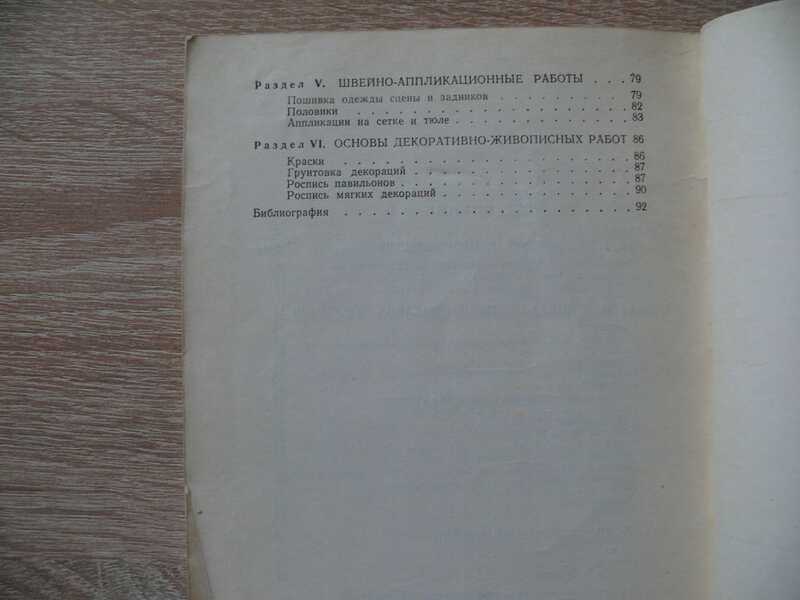 Раздел V. ШВЕЙНО-АППЛИКАЦИОННЫЕ РАБОТЫ . . . 79
Пошивка одежды сцены и задников . . . . . . . . . 79
Половики . . . . . . . . . . . . . . . . . . 82
Аппликации на сетке и тюле . . . . . . . . . . . . 83
Раздел VI. ОСНОВЫ ДЕКОРАТИВНО-ЖИВОПИСНЫХ РАБОТ 86
Краски . . . . . . . . . . . . . . . . . . . 86
Грунтовка декораций . . . . . . . . . . . . . . 87
Роспись павильонов . . . . . . . . . . . . . . . 87
Роспись мягких декораций . . . . . . . . . . . . 90
Библиография . . . . . . . . . . . . . . . . . . 92